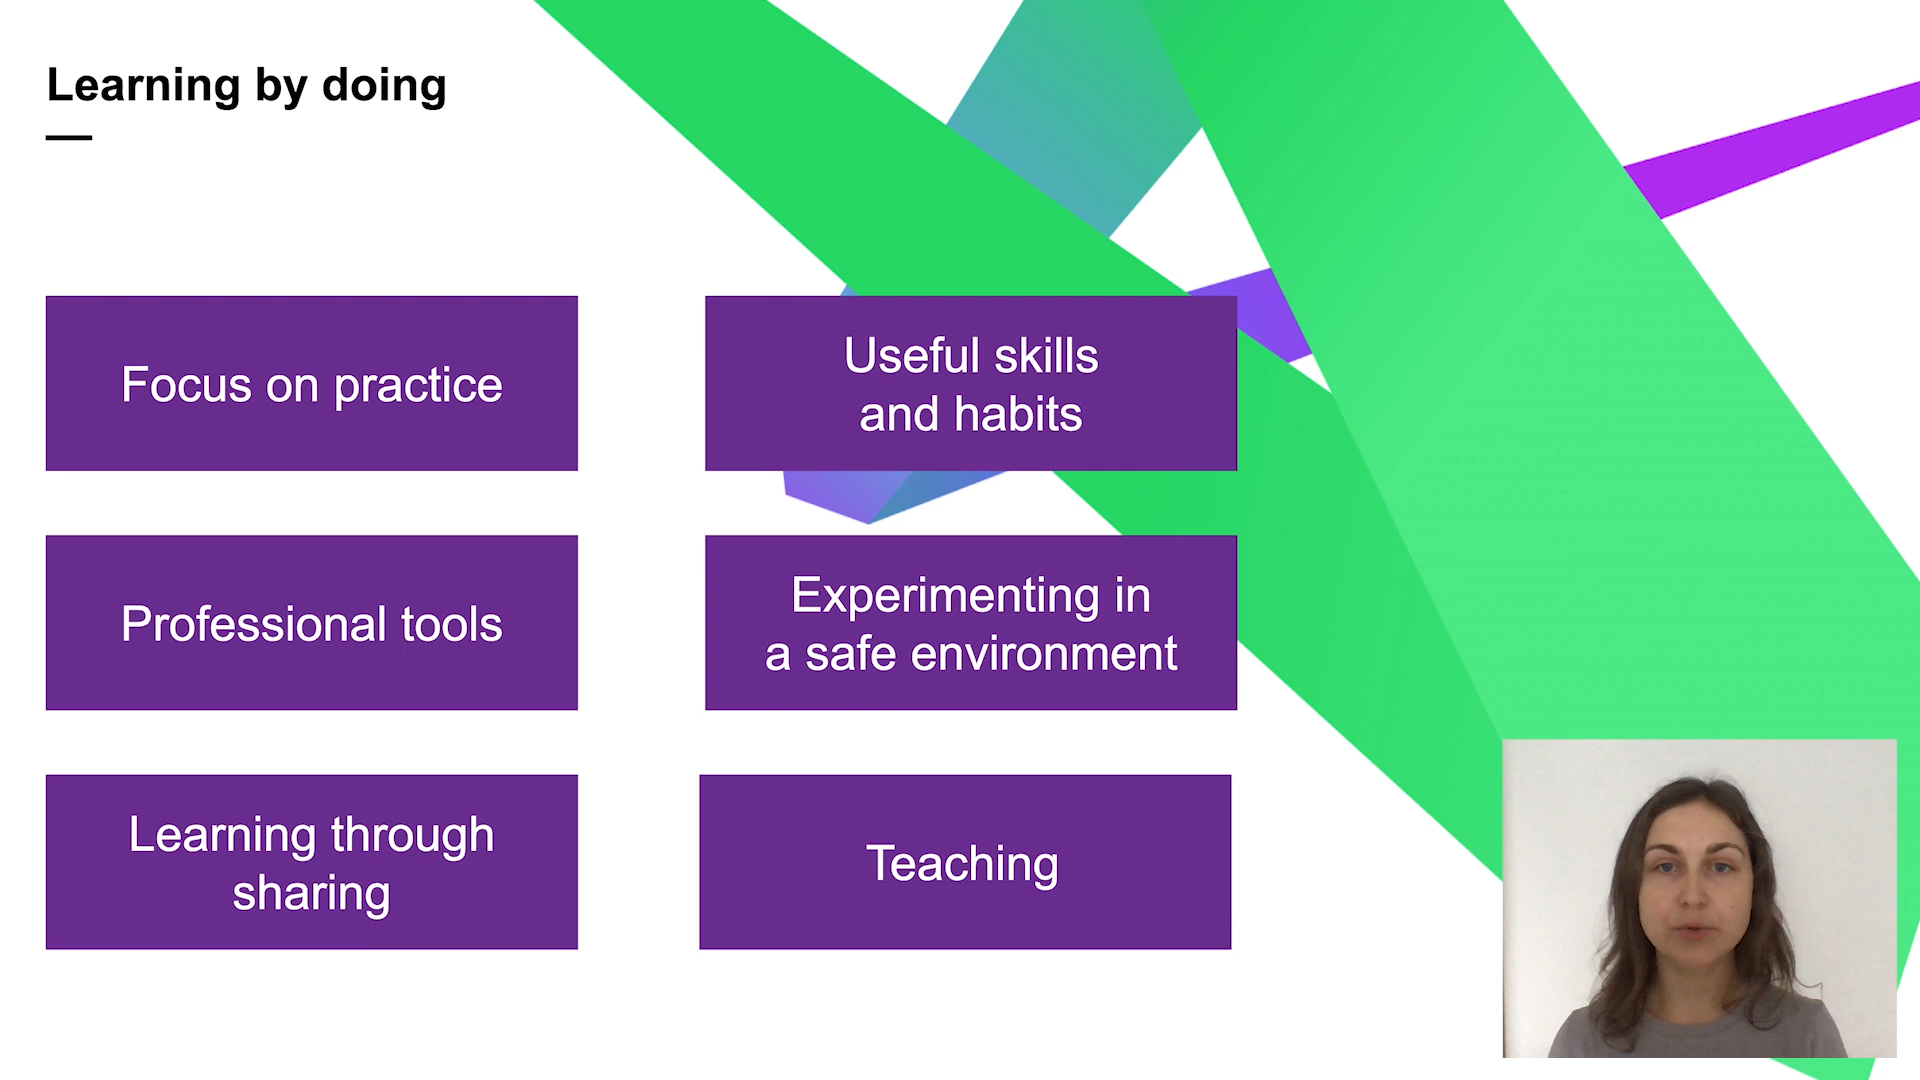 Learning by doing
Focus on practice
Useful skills
and habits
Professional tools
Experimenting in
a safe environment
Learning through
sharing
Teaching